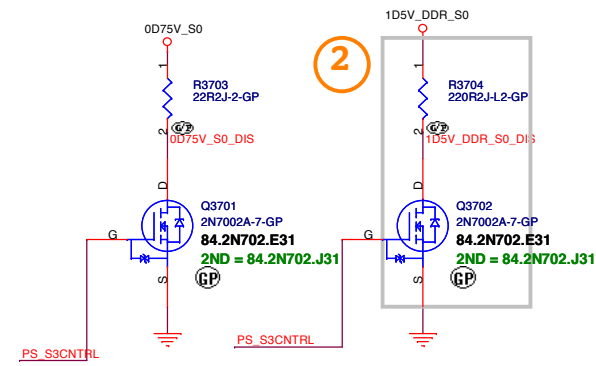 0D75V_S0
1
R3703
22R2J-2-GP
G/P
2
0D75V_S0_DIS
D
Q3701
2N7002A-7-GP
G
84.2N702.E31
2ND = 84.2N702.J31
S
GP
PS_S3CNTRL
2
1D5V_DDR_S0
1
R3704
220R2J-L2-GP
G/P
2
1D5V_DDR_S0_DIS
D
Q3702
2N7002A-7-GP
G
84.2N702.E31
2ND = 84.2N702.J31
S
GP
PS_S3CNTRL